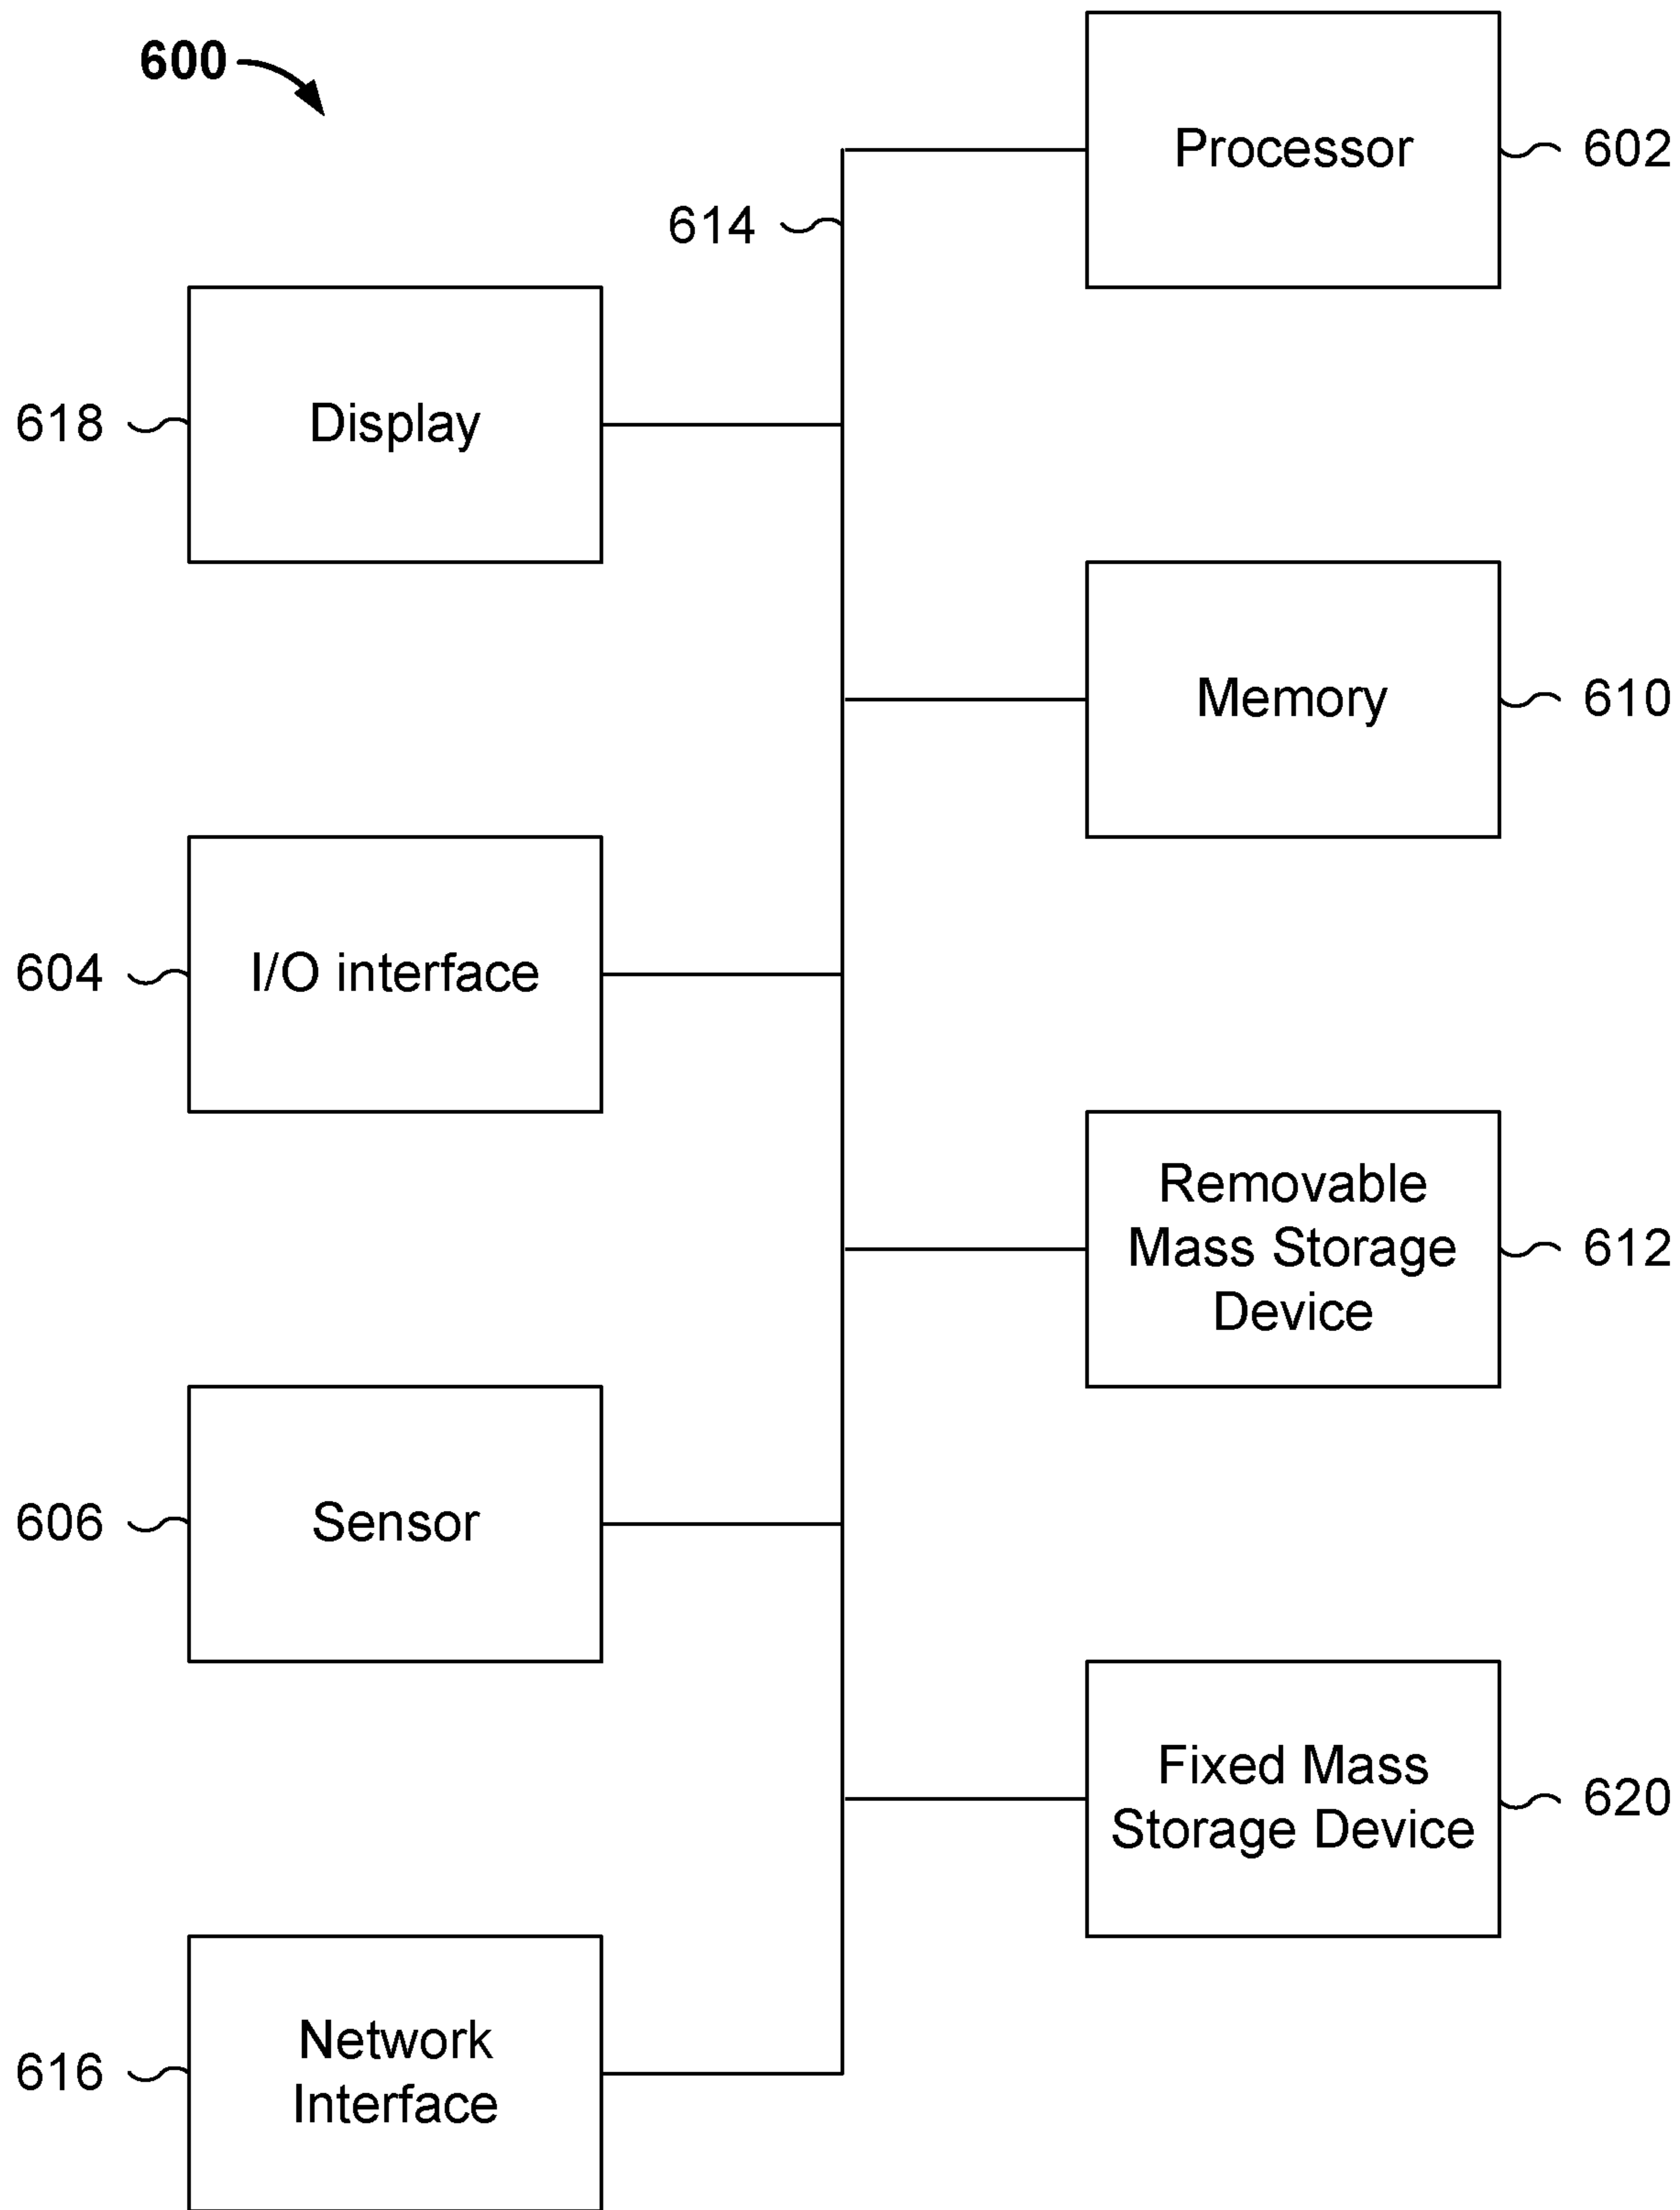 600
Processor
602
614
618
Display
Memory
610
604
I/O interface
Removable
Mass Storage
Device
612
606
Sensor
Fixed Mass
Storage Device
620
616
Network
Interface